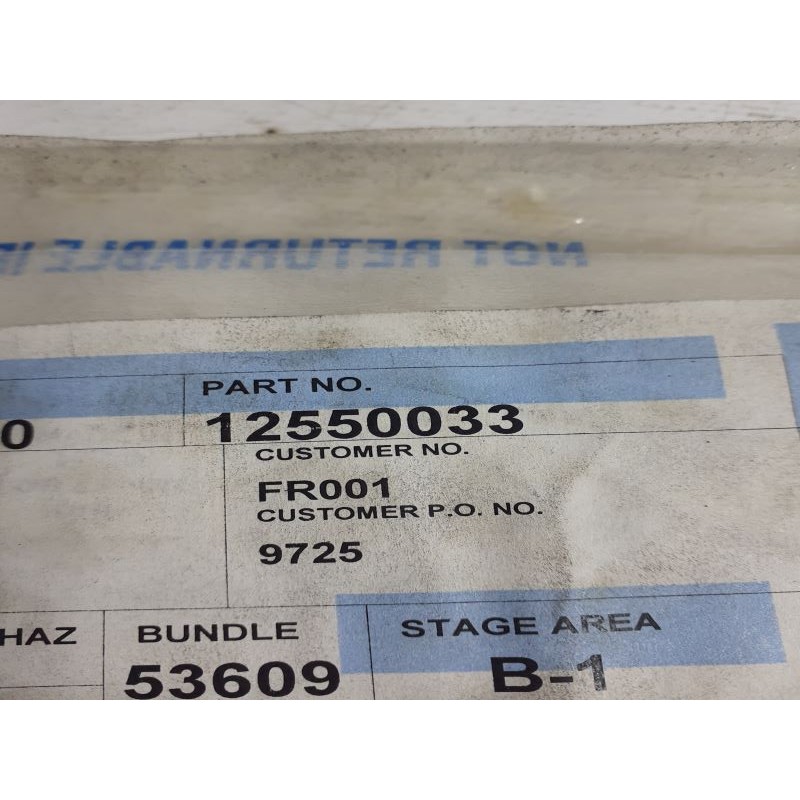 NOT RETURNABLE
PART NO.
0 12550033
CUSTOMER NO.
FR001
CUSTOMER P.O. NO.
9725
HAZ BUNDLE STAGE AREA
53609 B-1